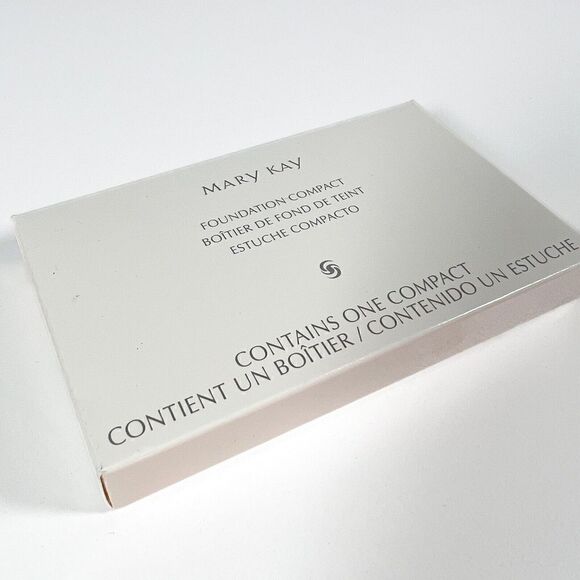 MARY KAY
FOUNDATION COMPACT
BOÎTIER DE FOND DE TEINT
ESTUCHE COMPACTO
CONTAINS ONE COMPACT
CONTIENT UN BOÎTIER / CONTENIDO UN ESTUCHE